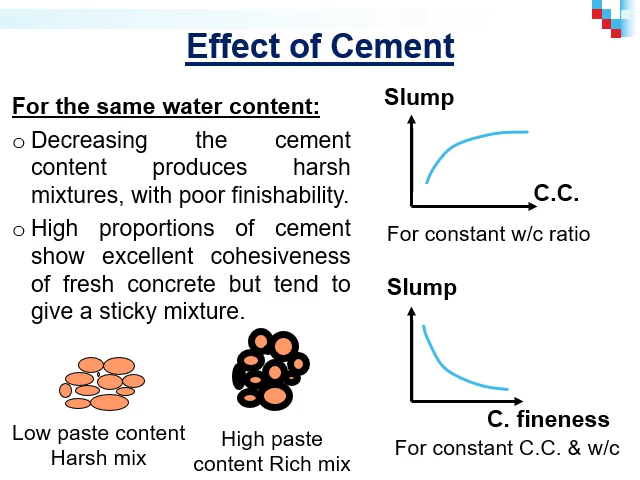 Effect of Cement
For the same water content:
o Decreasing the cement
content produces harsh
mixtures, with poor finishability.
o High proportions of cement
show excellent cohesiveness
of fresh concrete but tend to
give a sticky mixture.
Low paste content
Harsh mix
High paste
content Rich mix
Slump
C.C.
For constant w/c ratio
Slump
C. fineness
For constant C.C. & w/c